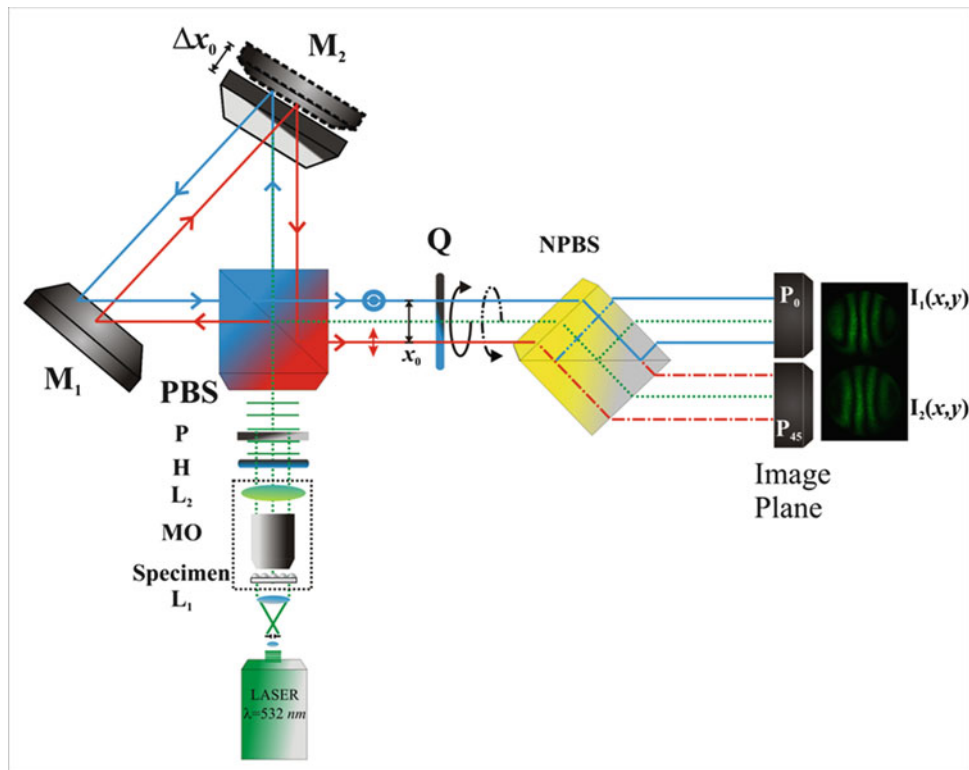 Δx₀
M₂
Q
NPBS
P₀
I₁(x,y)
x₀
M₁
PBS
P
H
L₂
MO
Specimen
L₁
P₄₅
I₂(x,y)
Image
Plane
LASER
λ=532 nm